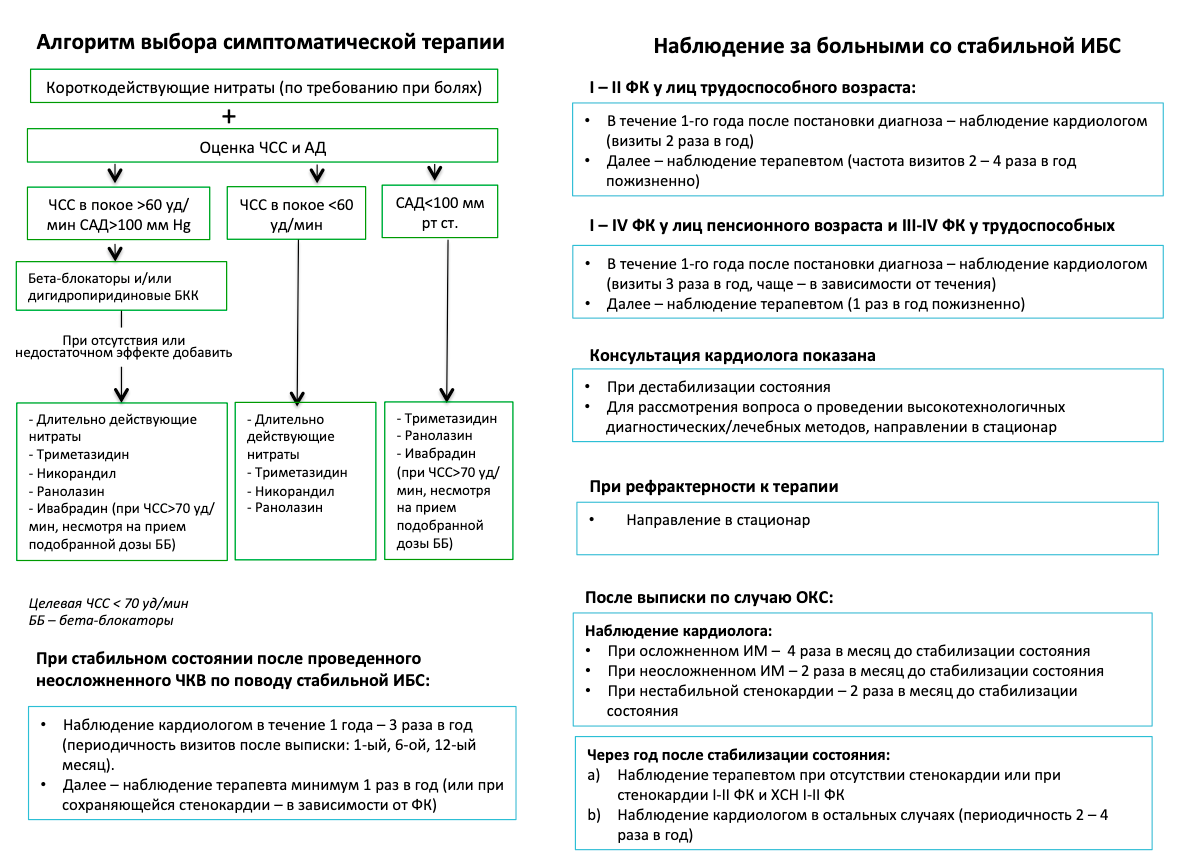 Алгоритм выбора симптоматической терапии
Короткодействующие нитраты (по требованию при болях)
+
Оценка ЧСС и АД
ЧСС в покое >60 уд/
мин САД>100 мм Hg
ЧСС в покое <60
уд/мин
САД<100 мм
рт ст.
Бета-блокаторы и/или
дигидропиридиновые БКК
При отсутствия или
недостаточном эффекте добавить
- Длительно действующие
нитраты
- Триметазидин
- Никорандил
- Ранолазин
- Ивабрадин (при ЧСС>70 уд/
мин, несмотря на прием
подобранной дозы ББ)
- Длительно
действующие
нитраты
- Триметазидин
- Никорандил
- Ранолазин
- Триметазидин
- Ранолазин
- Ивабрадин
(при ЧСС>70 уд/
мин, несмотря
на прием
подобранной
дозы ББ)
Целевая ЧСС < 70 уд/мин
ББ – бета-блокаторы
При стабильном состоянии после проведенного
неосложненного ЧКВ по поводу стабильной ИБС:
• Наблюдение кардиологом в течение 1 года – 3 раза в год
(периодичность визитов после выписки: 1-ый, 6-ой, 12-ый
месяц).
• Далее – наблюдение терапевта минимум 1 раз в год (или при
сохраняющейся стенокардии – в зависимости от ФК)
Наблюдение за больными со стабильной ИБС
I – II ФК у лиц трудоспособного возраста:
• В течение 1-го года после постановки диагноза – наблюдение кардиологом
(визиты 2 раза в год)
• Далее – наблюдение терапевтом (частота визитов 2 – 4 раза в год
пожизненно)
I – IV ФК у лиц пенсионного возраста и III-IV ФК у трудоспособных
• В течение 1-го года после постановки диагноза – наблюдение кардиологом
(визиты 3 раза в год, чаще – в зависимости от течения)
• Далее – наблюдение терапевтом (1 раз в год пожизненно)
Консультация кардиолога показана
• При дестабилизации состояния
• Для рассмотрения вопроса о проведении высокотехнологичных
диагностических/лечебных методов, направлении в стационар
При рефрактерности к терапии
• Направление в стационар
После выписки по случаю ОКС:
Наблюдение кардиолога:
• При осложненном ИМ – 4 раза в месяц до стабилизации состояния
• При неосложненном ИМ – 2 раза в месяц до стабилизации состояния
• При нестабильной стенокардии – 2 раза в месяц до стабилизации
состояния
Через год после стабилизации состояния:
a) Наблюдение терапевтом при отсутствии стенокардии или при
стенокардии I-II ФК и ХСН I-II ФК
b) Наблюдение кардиологом в остальных случаях (периодичность 2 – 4
раза в год)